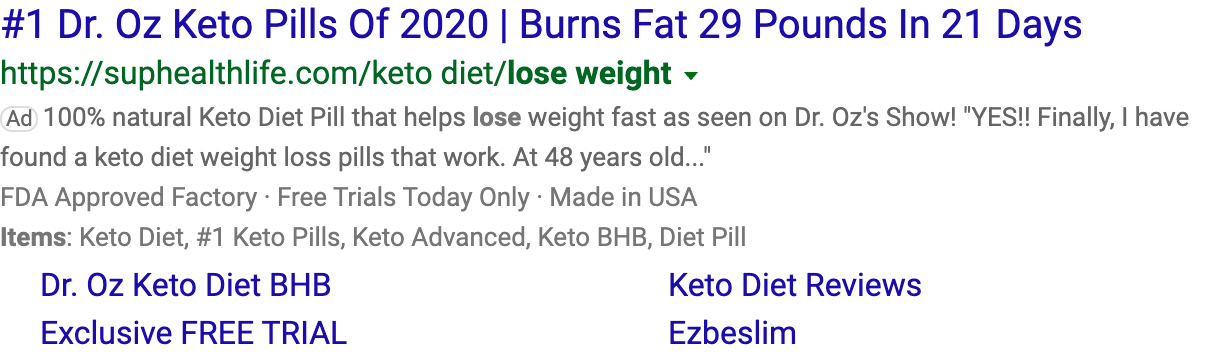 #1 Dr. Oz Keto Pills Of 2020 | Burns Fat 29 Pounds In 21 Days
https://suphealthlife.com/keto diet/lose weight
Ad 100% natural Keto Diet Pill that helps lose weight fast as seen on Dr. Oz's Show! "YES!! Finally, I have
found a keto diet weight loss pills that work. At 48 years old..."
FDA Approved Factory · Free Trials Today Only · Made in USA
Items: Keto Diet, #1 Keto Pills, Keto Advanced, Keto BHB, Diet Pill
Dr. Oz Keto Diet BHB
Keto Diet Reviews
Exclusive FREE TRIAL
Ezbeslim